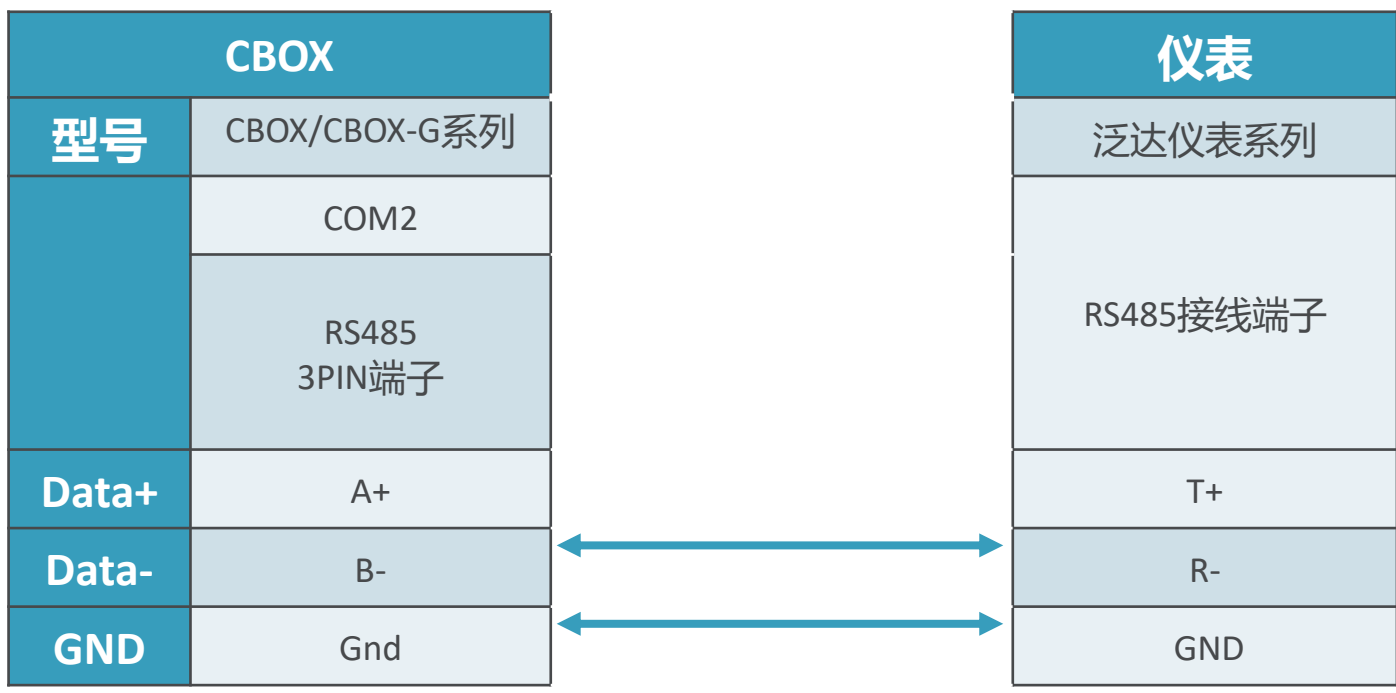 CBOX
仪表
型号
CBOX/CBOX-G系列
泛达仪表系列
COM2
RS485
3PIN端子
RS485接线端子
Data+
A+
T+
Data-
B-
R-
GND
Gnd
GND